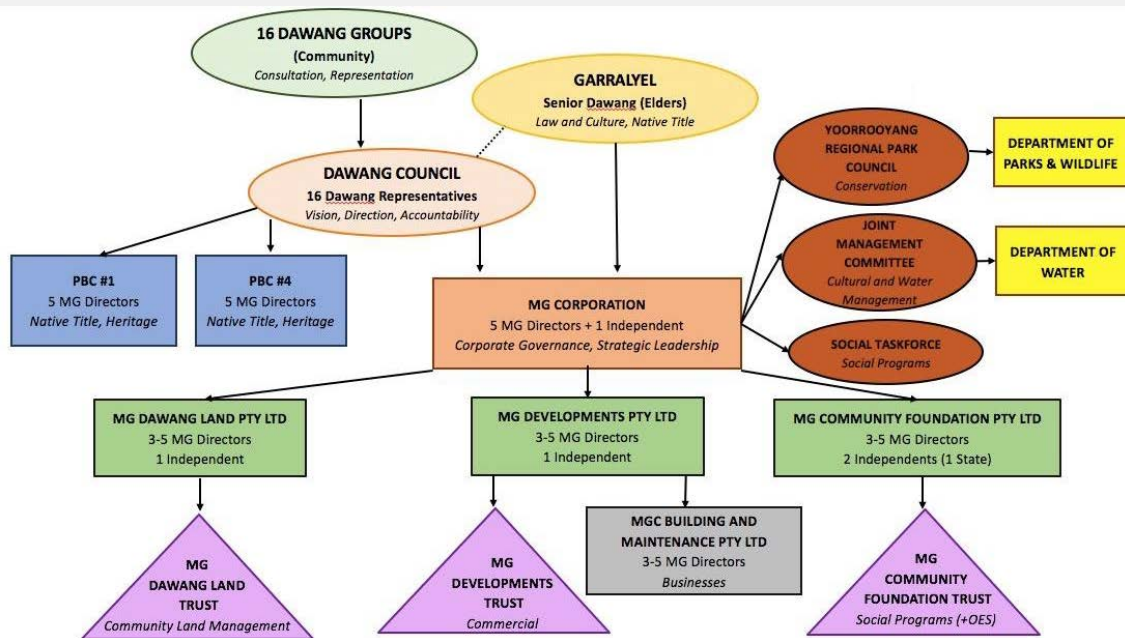 16 DAWANG GROUPS
(Community)
Consultation, Representation
GARRALYEL
Senior Dawang (Elders)
Law and Culture, Native Title
DAWANG COUNCIL
16 Dawang Representatives
Vision, Direction, Accountability
YOORROOYANG
REGIONAL PARK
COUNCIL
Conservation
DEPARTMENT OF
PARKS & WILDLIFE
JOINT
MANAGEMENT
COMMITTEE
Cultural and Water
Management
DEPARTMENT OF
WATER
SOCIAL TASKFORCE
Social Programs
PBC #1
5 MG Directors
Native Title, Heritage
PBC #4
5 MG Directors
Native Title, Heritage
MG CORPORATION
5 MG Directors + 1 Independent
Corporate Governance, Strategic Leadership
MG DAWANG LAND PTY LTD
3-5 MG Directors
1 Independent
MG DEVELOPMENTS PTY LTD
3-5 MG Directors
1 Independent
MG COMMUNITY FOUNDATION PTY LTD
3-5 MG Directors
2 Independents (1 State)
MG
DAWANG LAND
TRUST
Community Land Management
MG
DEVELOPMENTS
TRUST
Commercial
MGC BUILDING AND
MAINTENANCE PTY LTD
3-5 MG Directors
Businesses
MG
COMMUNITY
FOUNDATION TRUST
Social Programs (+OES)